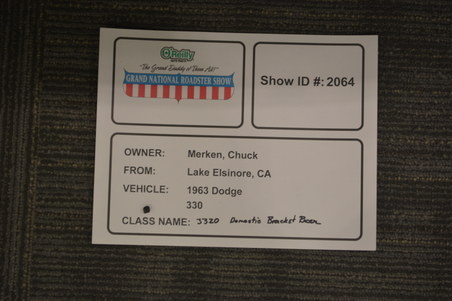 O'Reilly
"The Grand Daddy of Them All"
GRAND NATIONAL ROADSTER SHOW
Show ID #: 2064
OWNER: Merken, Chuck
FROM: Lake Elsinore, CA
VEHICLE: 1963 Dodge
330
CLASS NAME: 3320 Domestic Bracket